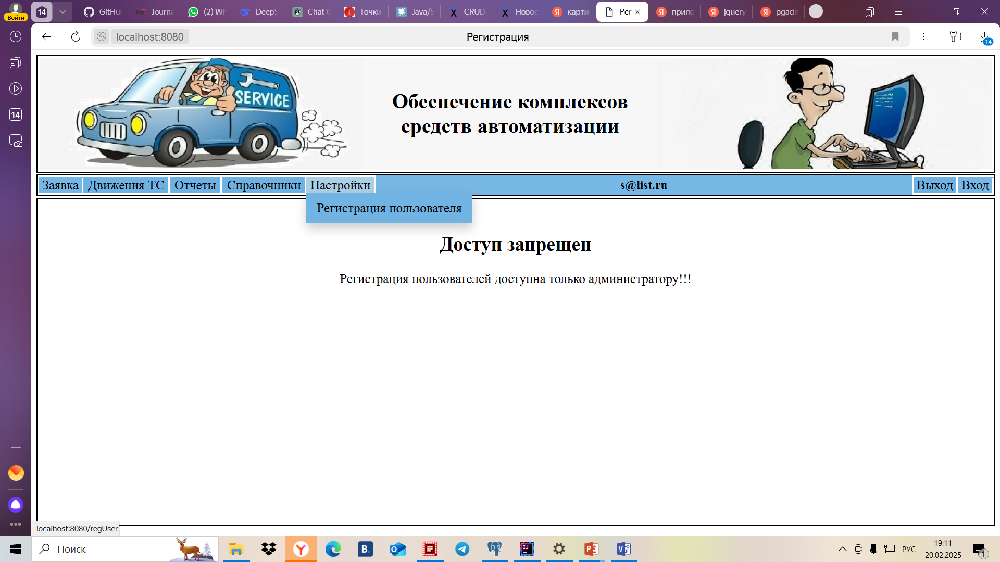 Войти
14
GitHu
Journa
(2) Wh
DeepS
Chat G
Точки
Java/S
CRUD
Новое
карти
Рег
прило
jquery
pgadn
localhost:8080
Регистрация
14
14
SERVICE
Обеспечение комплексов
средств автоматизации
Заявка
Движения ТС
Отчеты
Справочники
Настройки
s@list.ru
Выход
Вход
Регистрация пользователя
Доступ запрещен
Регистрация пользователей доступна только администратору!!!
localhost:8080/regUser
Поиск
РУС
19:11
20.02.2025
1